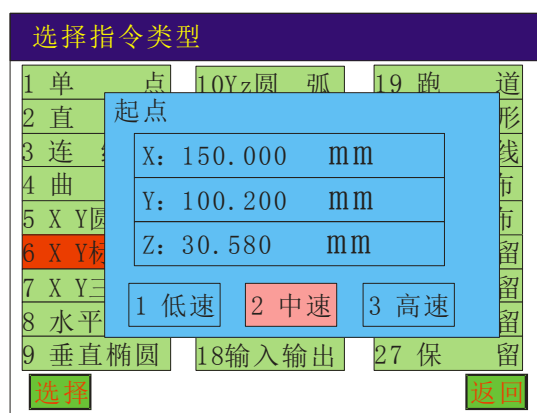 选择指令类型
1 单 点 10Yz圆 弧 19 跑 道
2 直 形
3 连 线
4 曲 布
5 X Y圆 布
6 X Y标 留
7 X Y三 留
8 水平 留
9 垂直椭圆 18输入输出 27 保 留
起点
X: 150.000 mm
Y: 100.200 mm
Z: 30.580 mm
1 低速 2 中速 3 高速
选择 返回